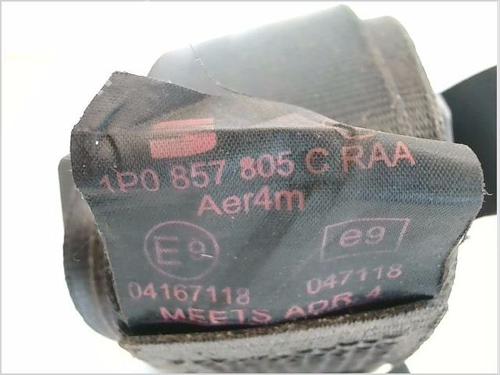 1P0 857 805 C RAA
Aer4m
E9 e9
04167118 047118
MEETS ADR 4